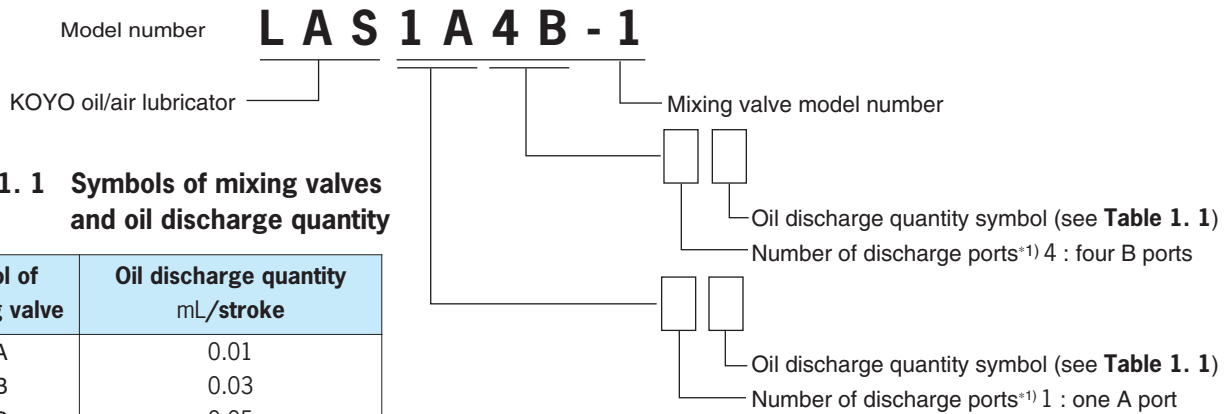 Model number LAS1A4B-1
KOYO oil/air lubricator
Mixing valve model number
Oil discharge quantity symbol (see Table 1. 1)
Number of discharge ports*1) 4 : four B ports
Oil discharge quantity symbol (see Table 1. 1)
Number of discharge ports*1) 1 : one A port
1. 1 Symbols of mixing valves
and oil discharge quantity
of Oil discharge quantity
valve mL/stroke
A 0.01
B 0.03